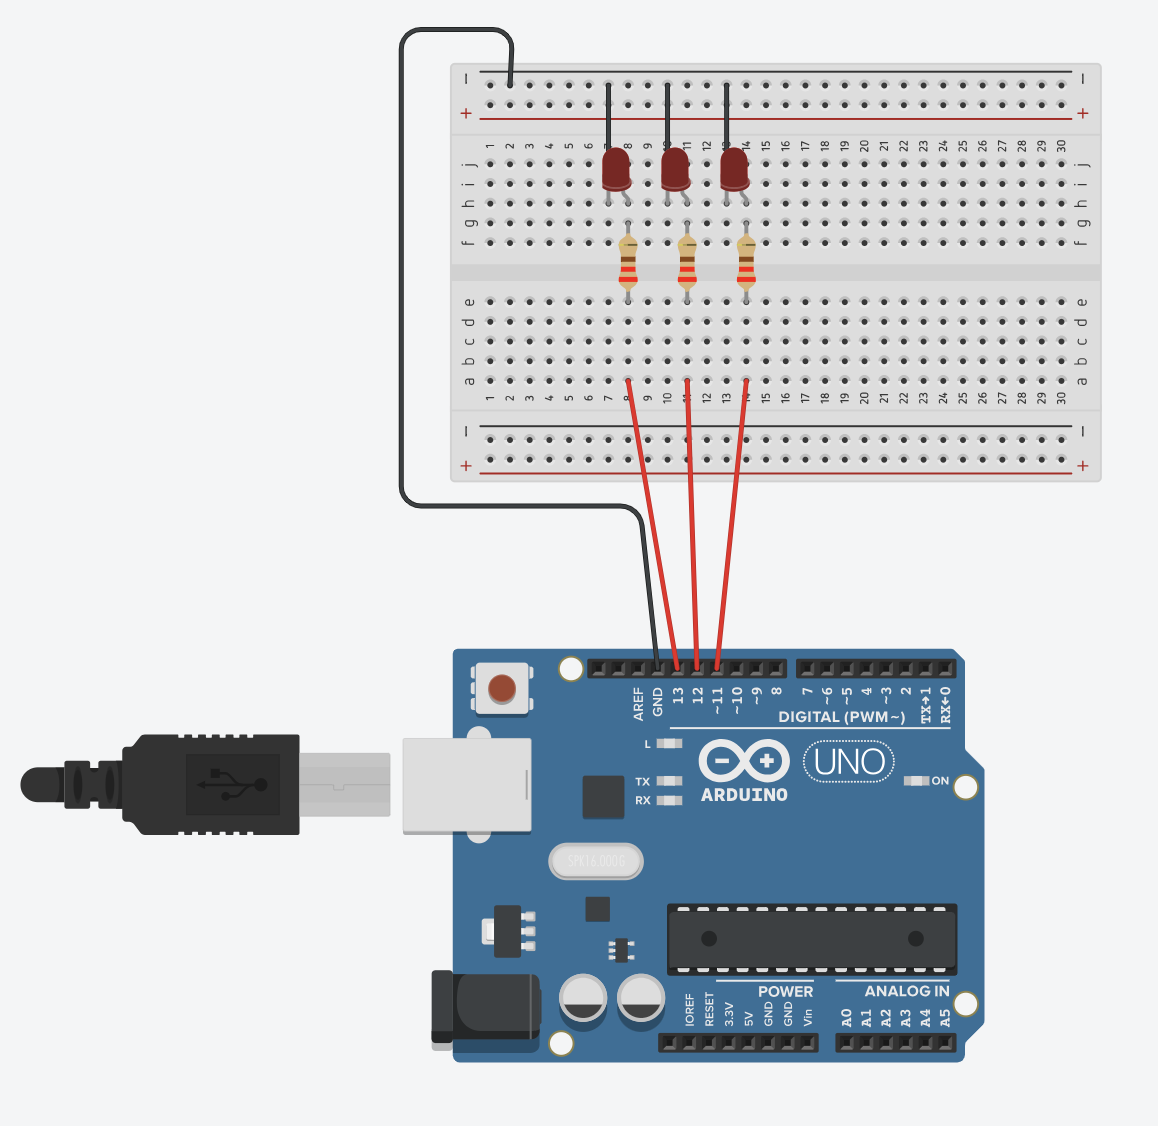 − −
+ +
1 2 3 4 5 6 7 8 9 10 11 12 13 14 15 16 17 18 19 20 21 22 23 24 25 26 27 28 29 30
j j
i i
h h
g g
f f
e e
d d
c c
b b
a a
1 2 3 4 5 6 7 8 9 10 11 12 13 14 15 16 17 18 19 20 21 22 23 24 25 26 27 28 29 30
− −
+ +
AREF GND 13 12 ~11 ~10 ~9 8 7 ~6 ~5 4 ~3 2 TX→1 RX←0
DIGITAL (PWM~)
L
TX
RX
ARDUINO
UNO
ON
POWER
ANALOG IN
IOREF RESET 3.3V 5V GND GND Vin A0 A1 A2 A3 A4 A5